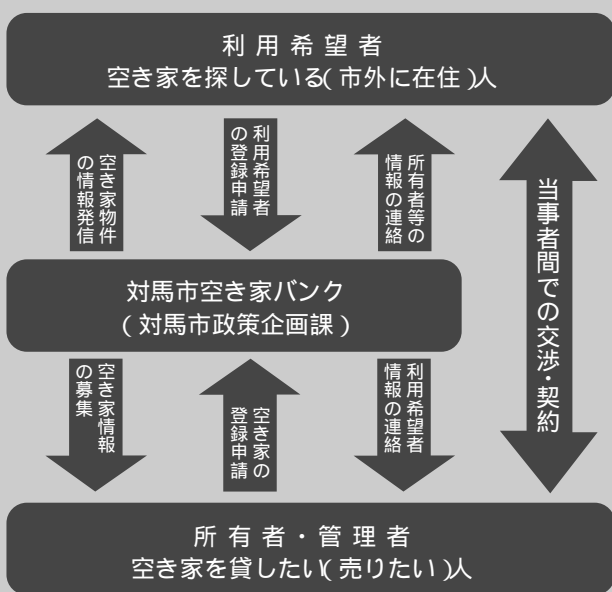 利用希望者
空き家を探している(市外に在住)人
空き家物件
の情報発信
利用希望者
の登録申請
所有者等の
情報の連絡
当事者間での交渉・契約
対馬市空き家バンク
(対馬市政策企画課)
空き家情報
の募集
空き家の
登録申請
利用希望者
情報の連絡
所有者・管理者
空き家を貸したい(売りたい)人